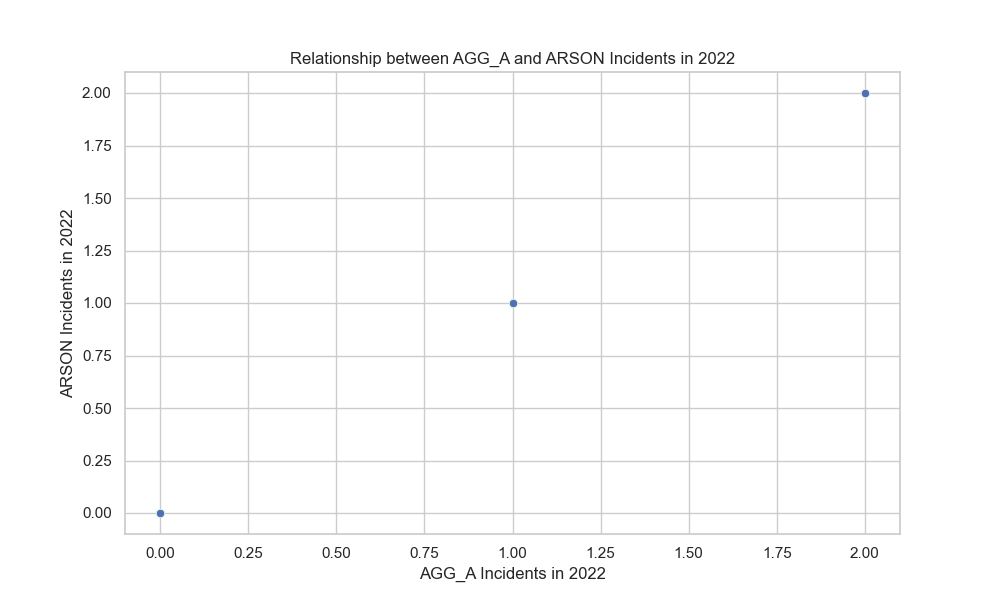 Relationship between AGG_A and ARSON Incidents in 2022
ARSON Incidents in 2022
2.00
1.75
1.50
1.25
1.00
0.75
0.50
0.25
0.00
0.00 0.25 0.50 0.75 1.00 1.25 1.50 1.75 2.00
AGG_A Incidents in 2022